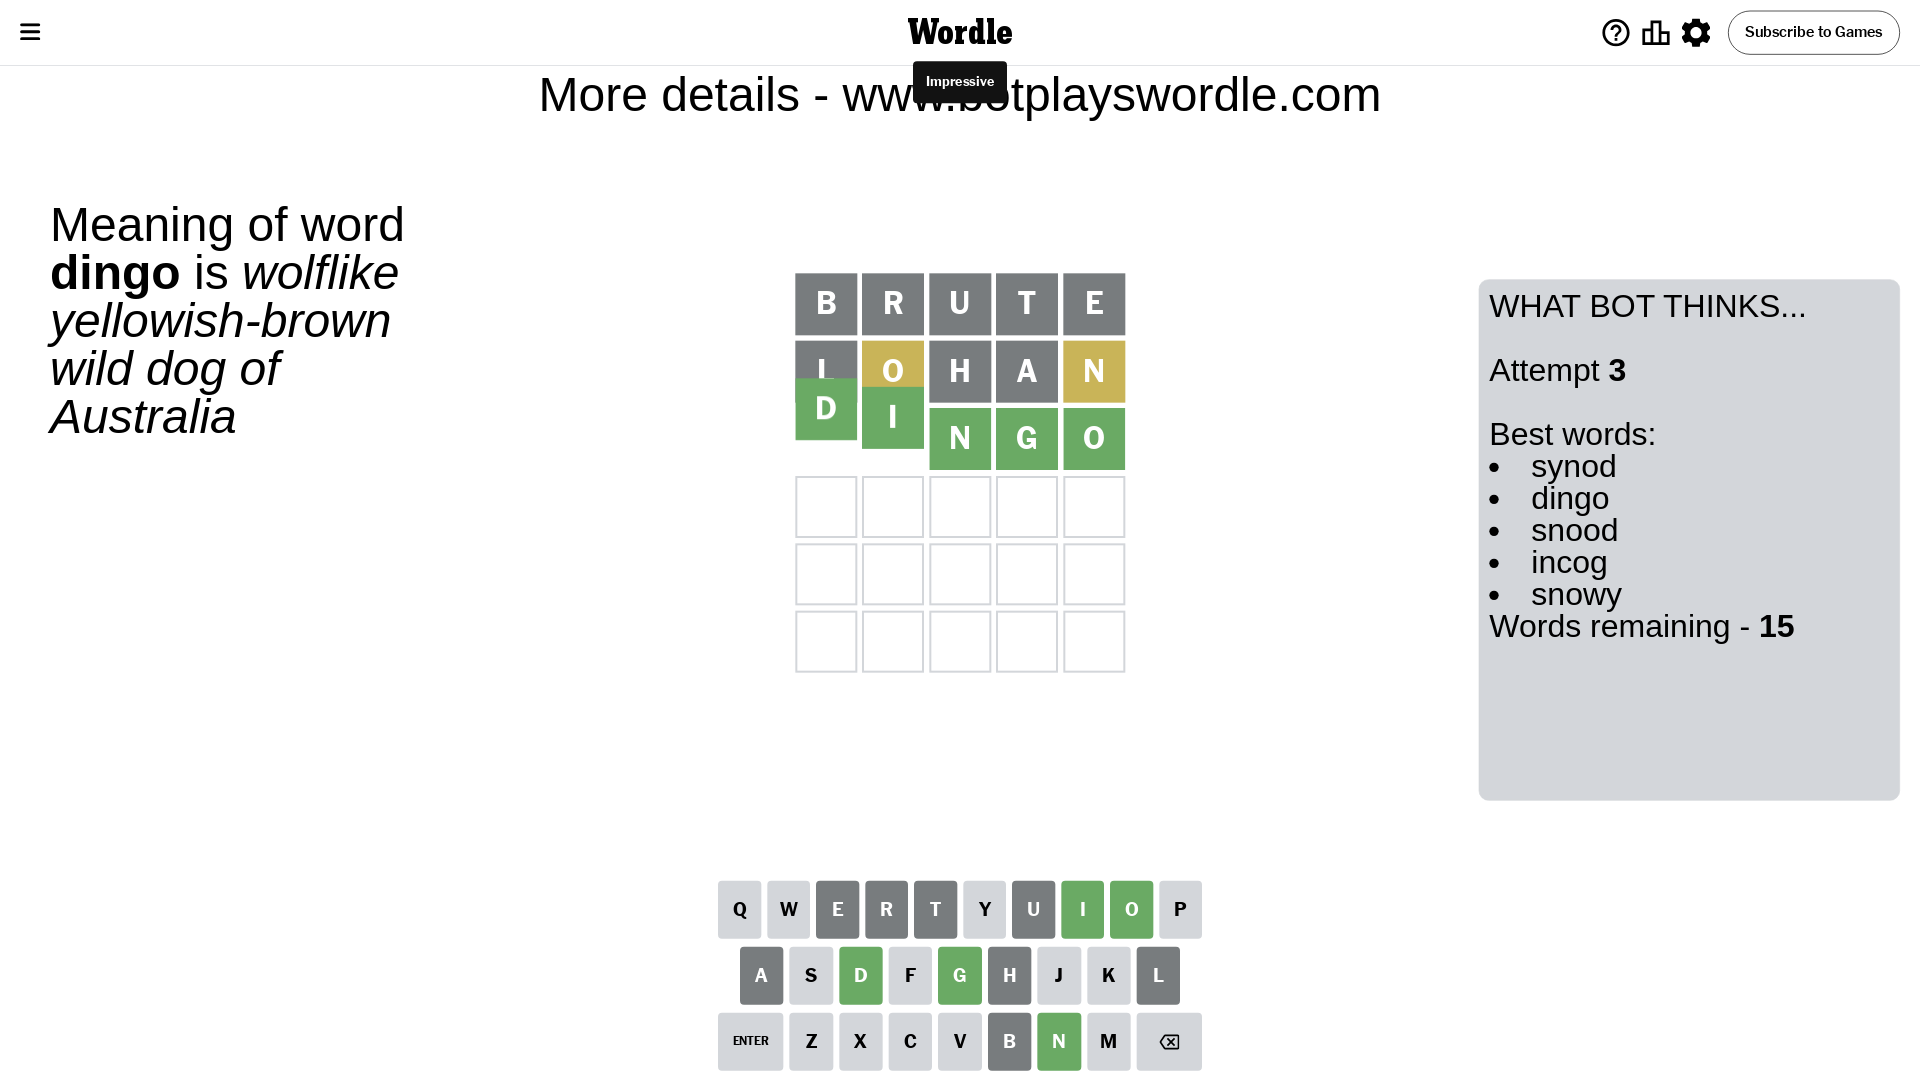 Wordle
Subscribe to Games
Impressive
More details - www.botplayswordle.com
Meaning of word
dingo is wolflike
yellowish-brown
wild dog of
Australia
B R U T E
L O H A N
D I N G O
WHAT BOT THINKS...
Attempt 3
Best words:
synod
dingo
snood
incog
snowy
Words remaining - 15
Q W E R T Y U I O P
A S D F G H J K L
ENTER Z X C V B N M